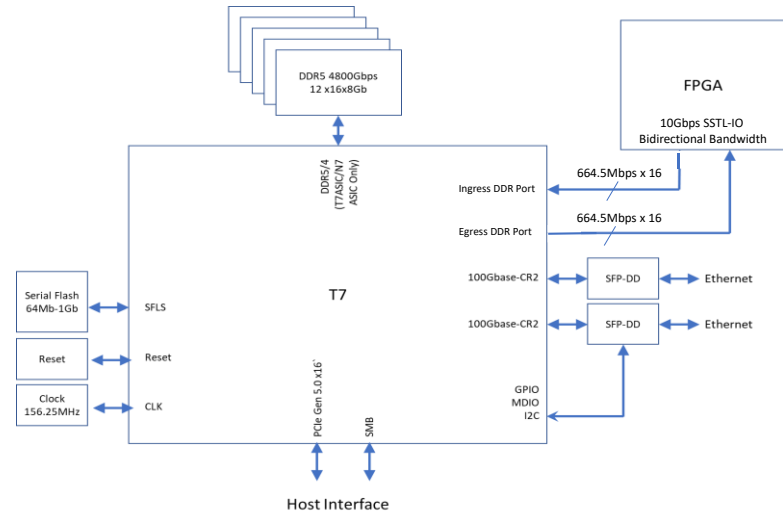 DDR5 4800Gbps
12 x16x8Gb
FPGA
10Gbps SSTL-IO
Bidirectional Bandwidth
DDR5/4
(T7ASIC/N7
ASIC Only)
Ingress DDR Port
664.5Mbps x 16
Egress DDR Port
664.5Mbps x 16
100Gbase-CR2
SFP-DD
Ethernet
Serial Flash
64Mb-1Gb
SFLS
T7
100Gbase-CR2
SFP-DD
Ethernet
Reset
Reset
Clock
156.25MHz
CLK
GPIO
MDIO
I2C
PCIe Gen 5.0 x16`
SMB
Host Interface